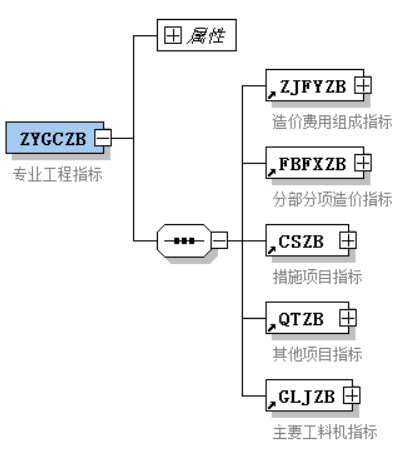 属性
ZJFYZB
造价费用组成指标
ZYGCZB
专业工程指标
FBFXZB
分部分项造价指标
CSZB
措施项目指标
QTZB
其他项目指标
GLJZB
主要工料机指标